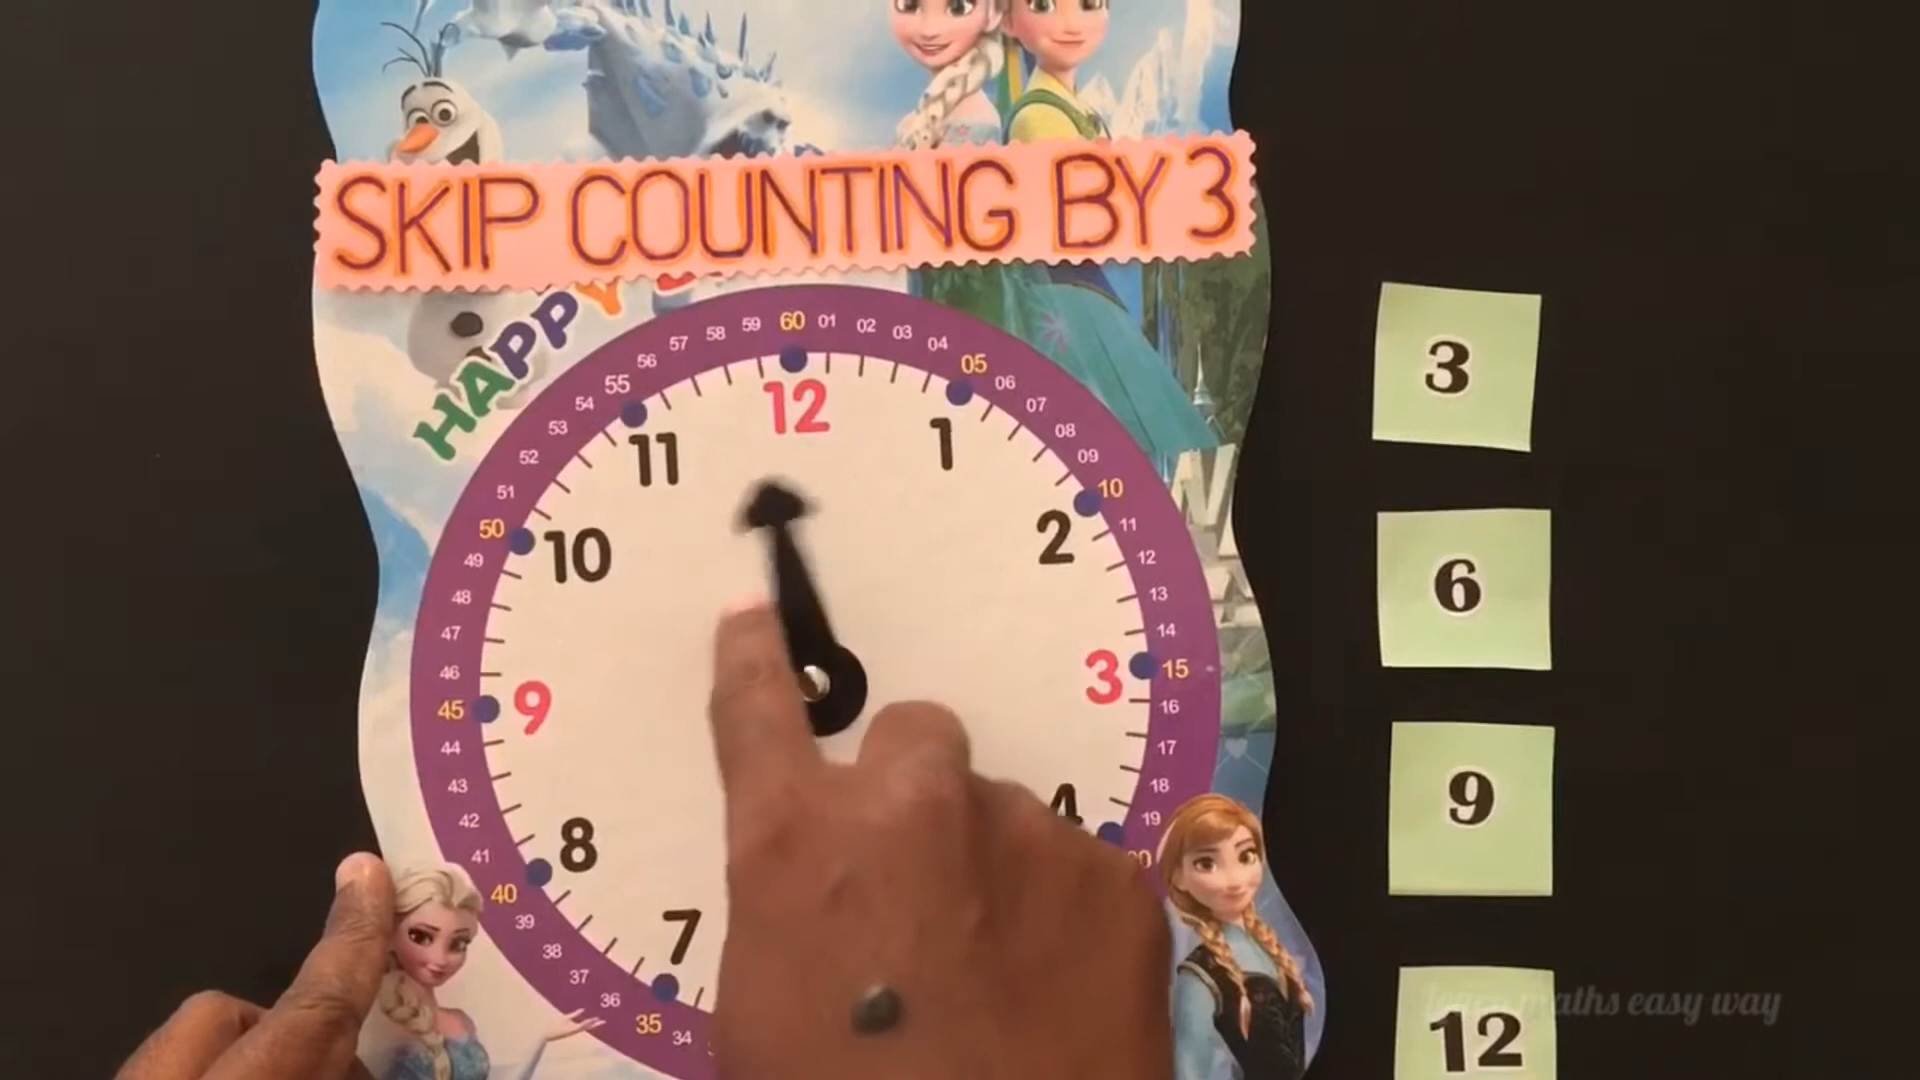 SKIP COUNTING BY 3
HAPPY
60 01 02 03 04 05 06 07 08 09 10 11 12 13 14 15 16 17 18 19
34 35 36 37 38 39 40 41 42 43 44 45 46 47 48 49 50 51 52 53 54 55 56 57 58 59
12
1
2
3
4
7
8
9
10
11
3
6
9
12
maths easy way